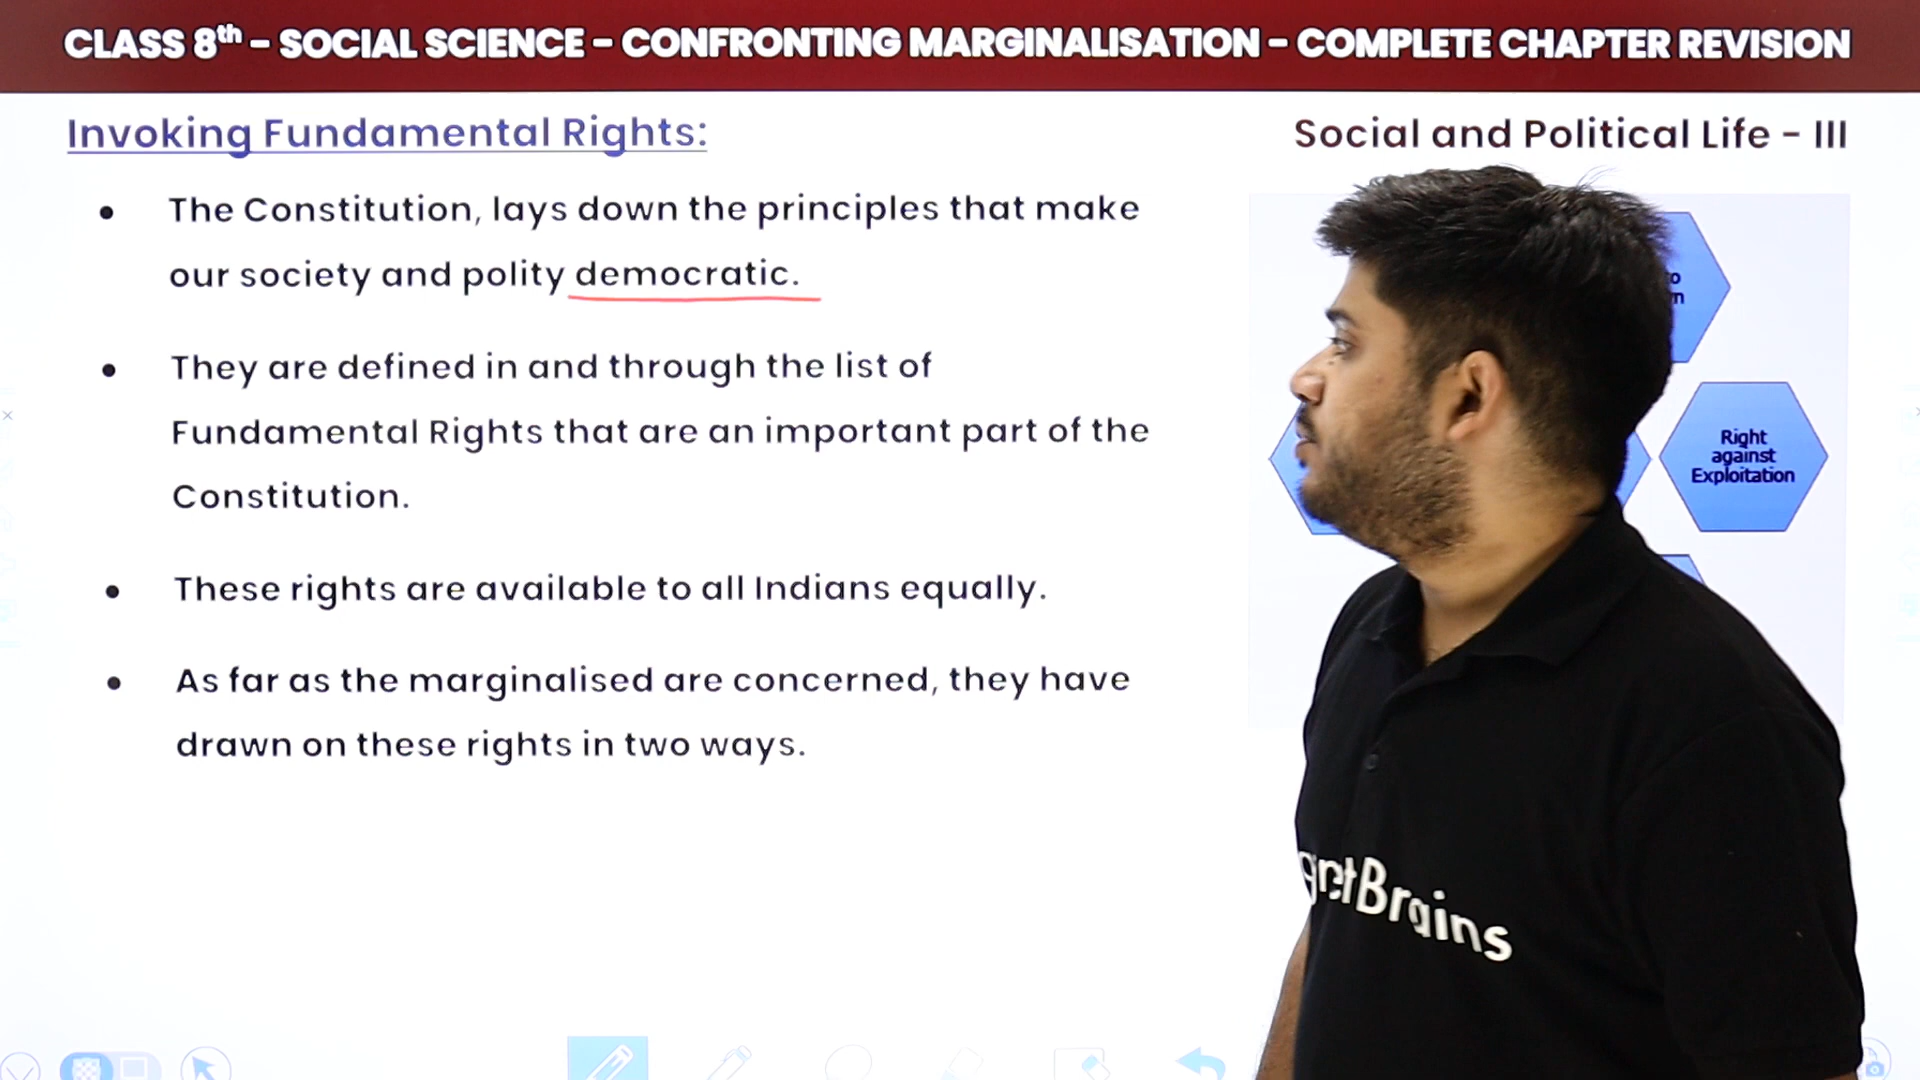 CLASS 8th – SOCIAL SCIENCE – CONFRONTING MARGINALISATION – COMPLETE CHAPTER REVISION
Invoking Fundamental Rights:
Social and Political Life – III
• The Constitution, lays down the principles that make
our society and polity democratic.
• They are defined in and through the list of
Fundamental Rights that are an important part of the
Constitution.
• These rights are available to all Indians equally.
• As far as the marginalised are concerned, they have
drawn on these rights in two ways.
Right
against
Exploitation
Brains